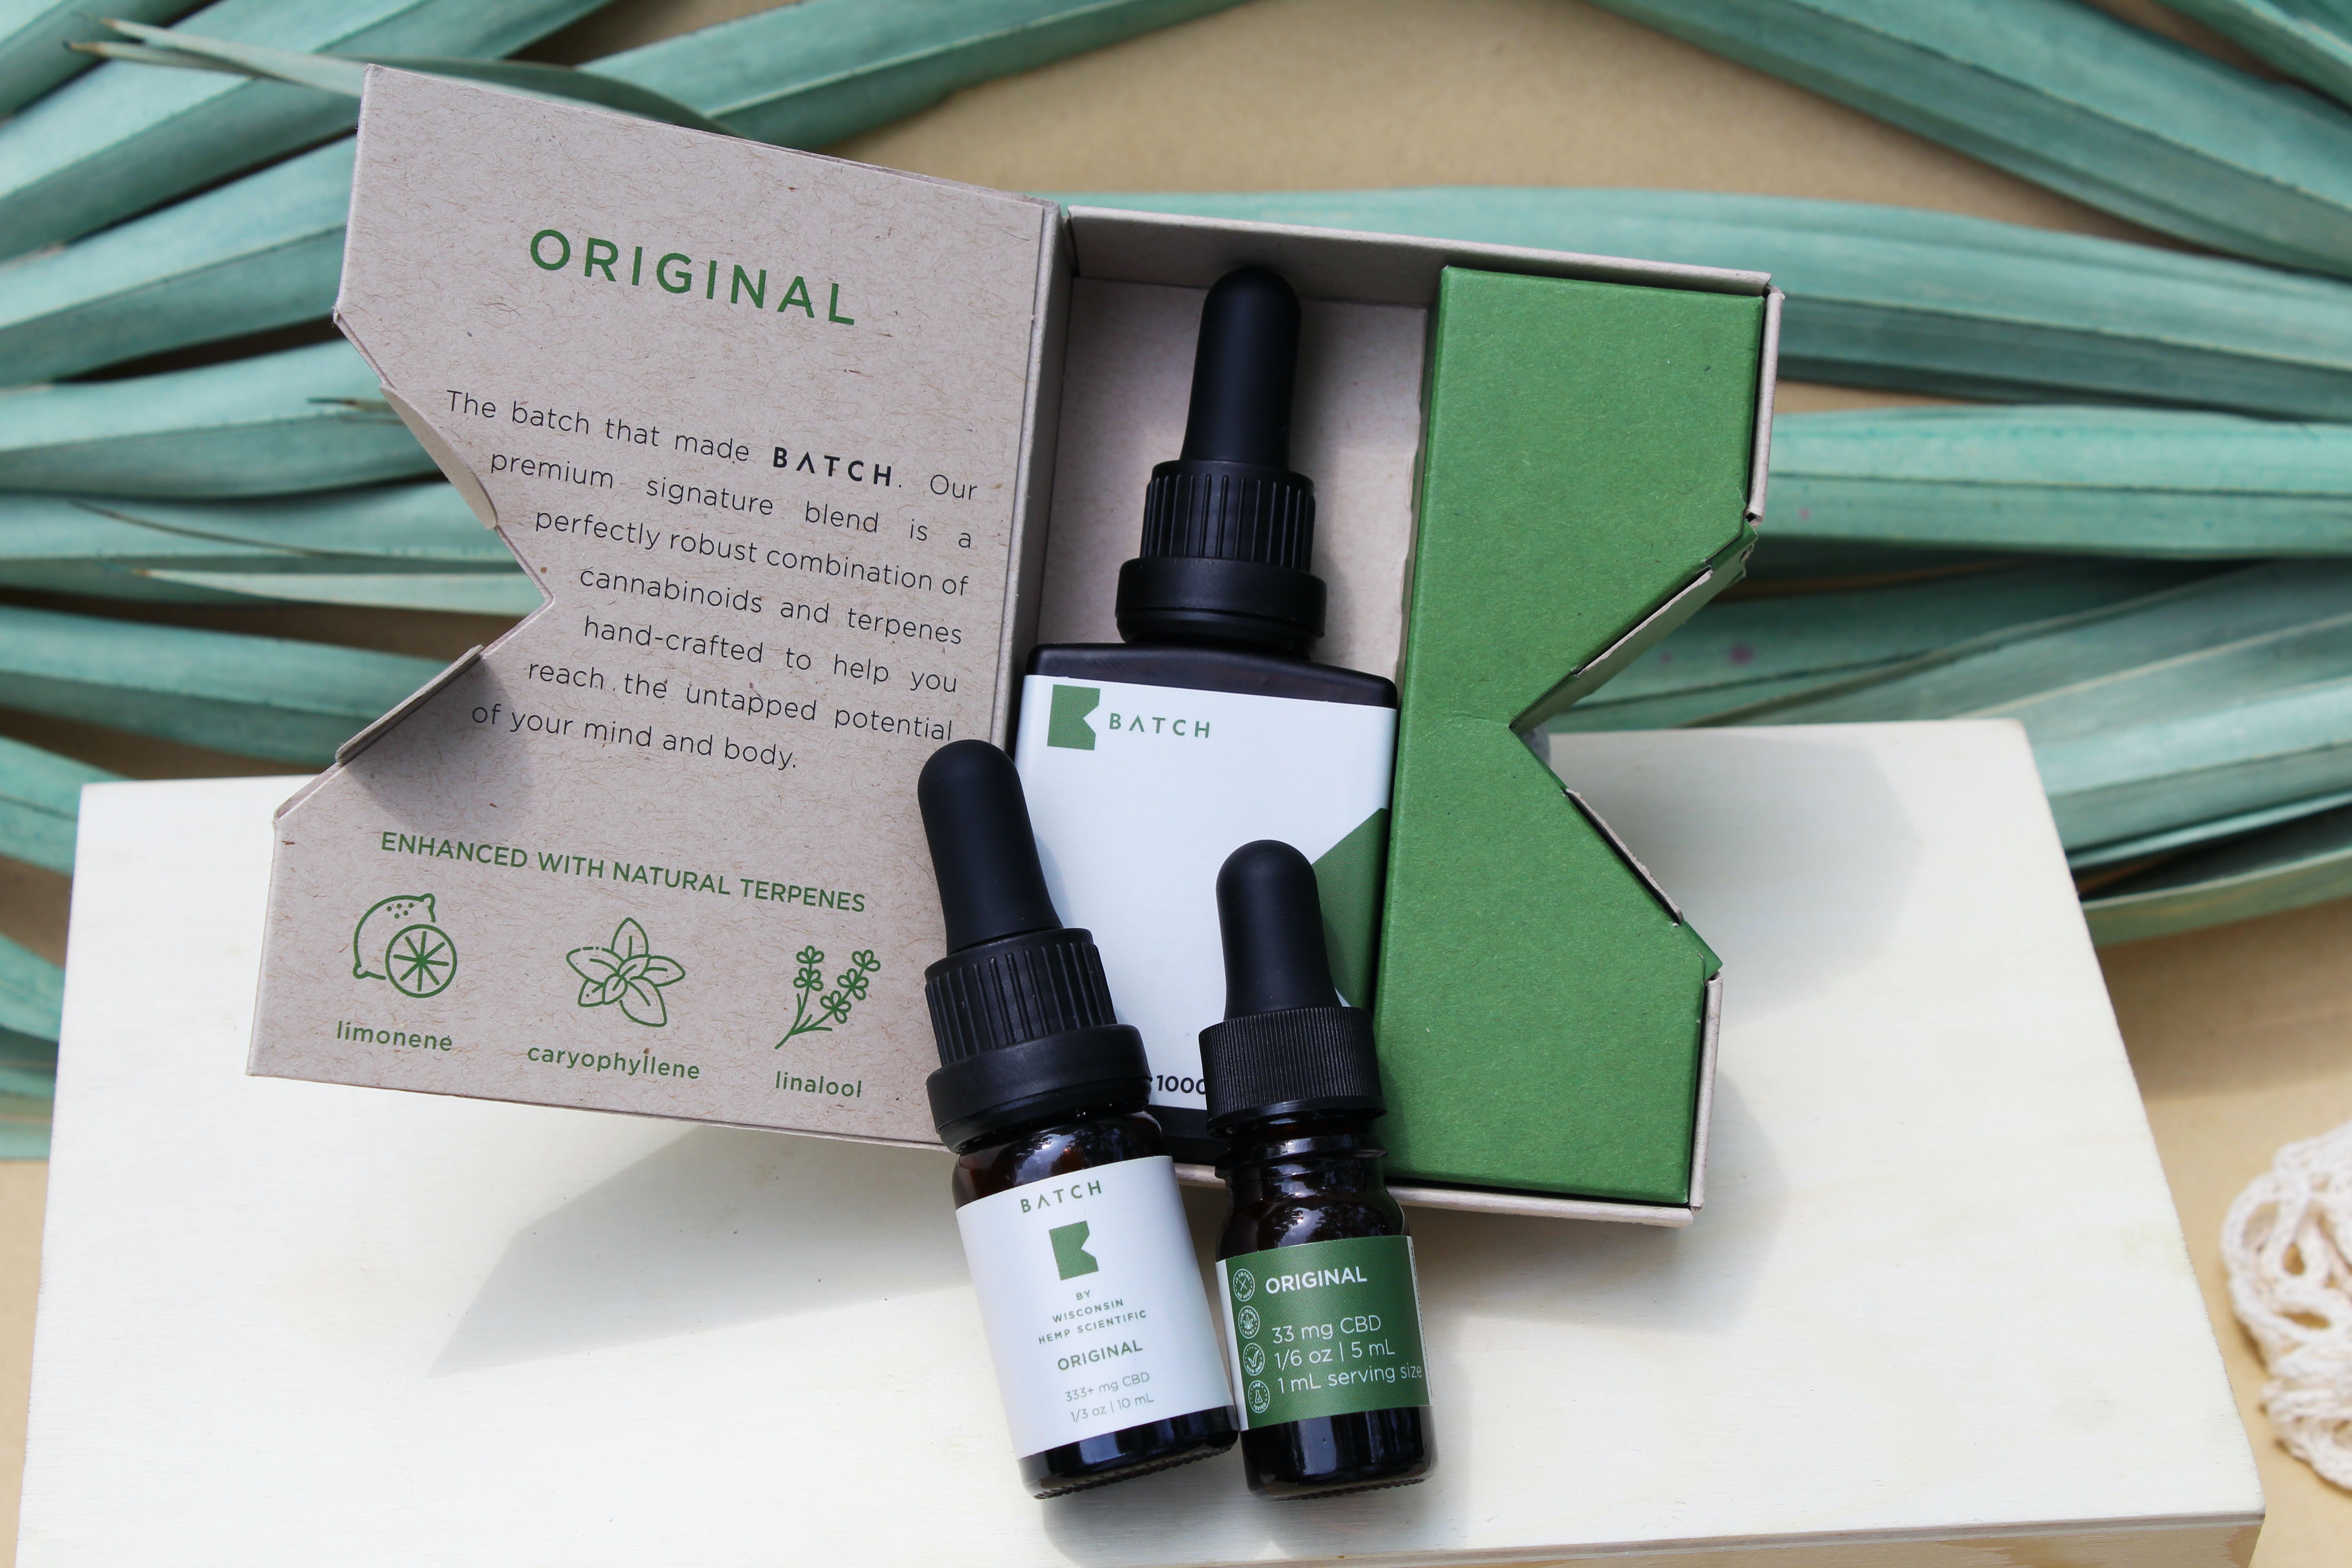 ORIGINAL
The batch that made BATCH. Our
premium signature blend is a
perfectly robust combination of
cannabinoids and terpenes
hand-crafted to help you
reach the untapped potential
of your mind and body.
ENHANCED WITH NATURAL TERPENES
limonene
caryophyllene
linalool
BATCH
1000
BATCH
BY
WISCONSIN
HEMP SCIENTIFIC
ORIGINAL
333+ mg CBD
1/3 oz | 10 mL
ORIGINAL
33 mg CBD
1/6 oz | 5 mL
1 mL serving size